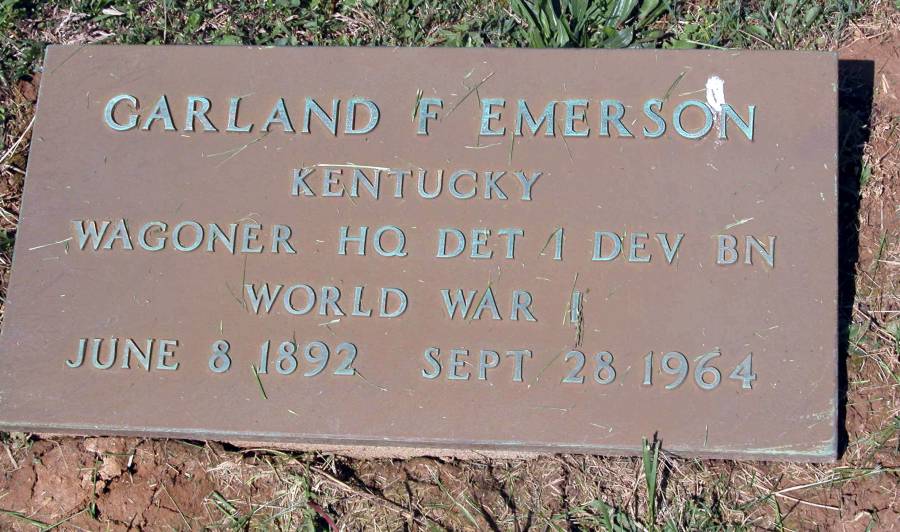 GARLAND F EMERSON
KENTUCKY
WAGONER HQ DET 1 DEV BN
WORLD WAR I
JUNE 8 1892 SEPT 28 1964